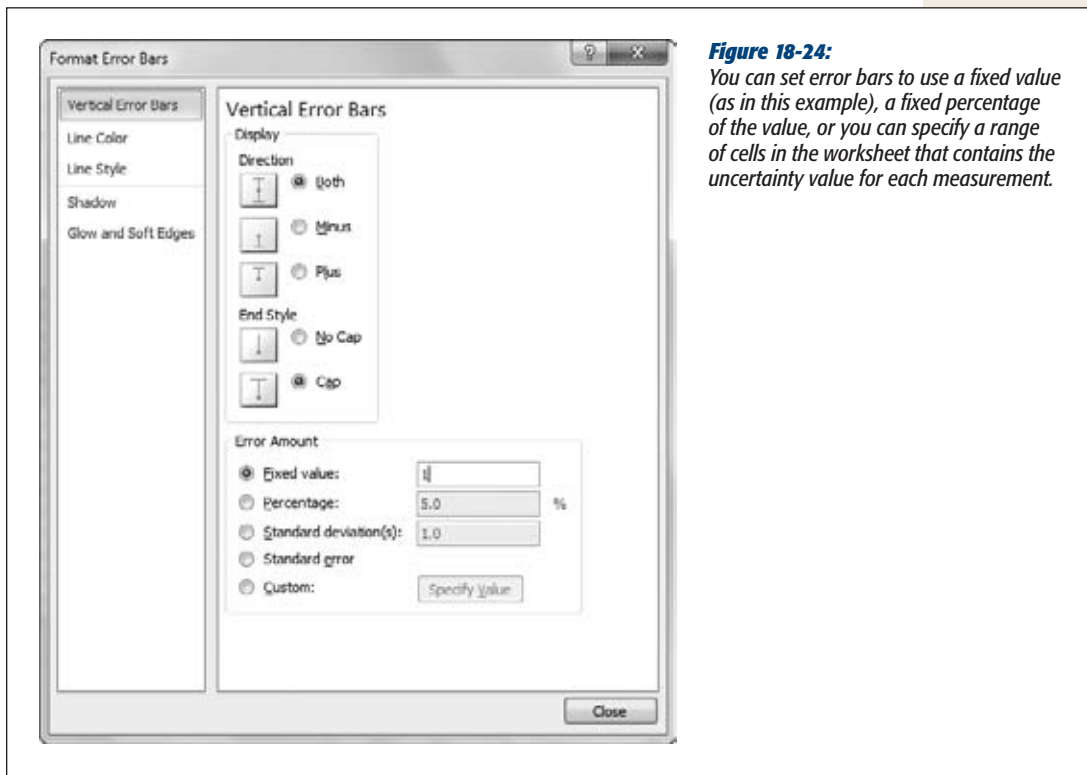 Format Error Bars
Vertical Error Bars
Line Color
Line Style
Shadow
Glow and Soft Edges
Vertical Error Bars
Display
Direction
Both
Minus
Plus
End Style
No Cap
Cap
Error Amount
Fixed value: 1
Percentage: 5.0 %
Standard deviation(s): 1.0
Standard error
Custom: Specify Value
Close
Figure 18-24:
You can set error bars to use a fixed value
(as in this example), a fixed percentage
of the value, or you can specify a range
of cells in the worksheet that contains the
uncertainty value for each measurement.